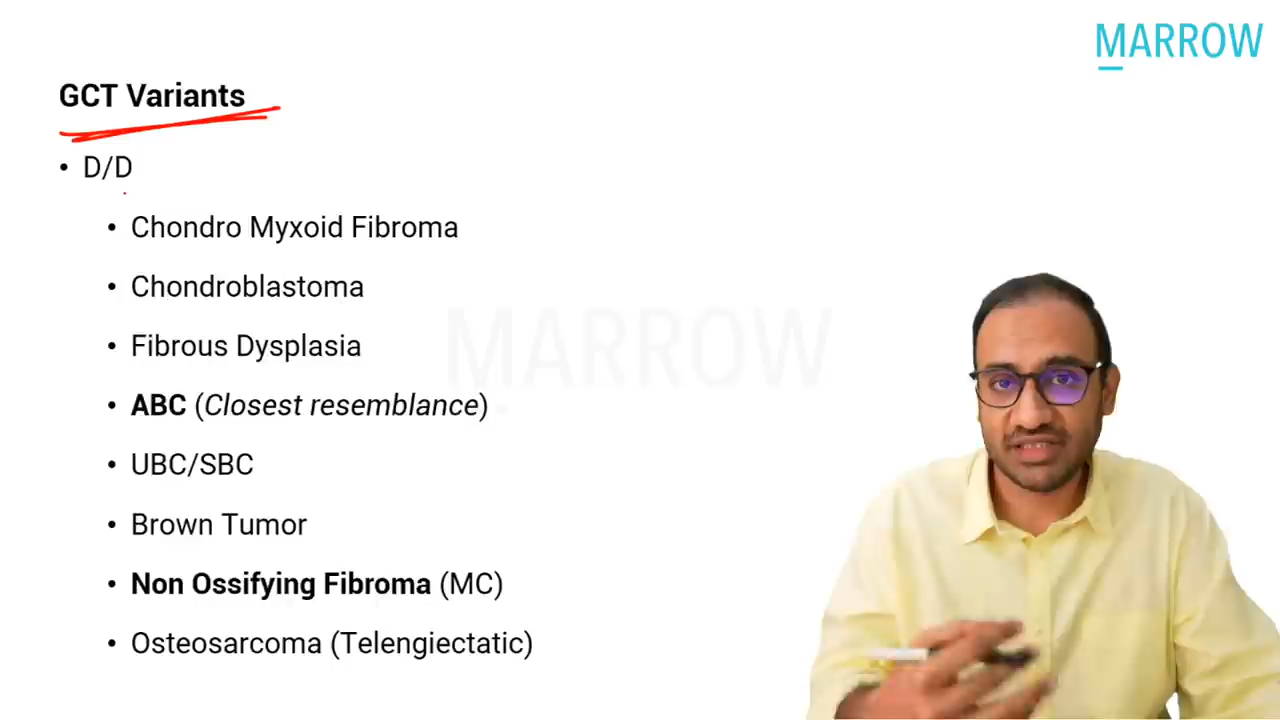 MARROW
GCT Variants
• D/D
• Chondro Myxoid Fibroma
• Chondroblastoma
• Fibrous Dysplasia
• ABC (Closest resemblance)
• UBC/SBC
• Brown Tumor
• Non Ossifying Fibroma (MC)
• Osteosarcoma (Telengiectatic)
MARROW